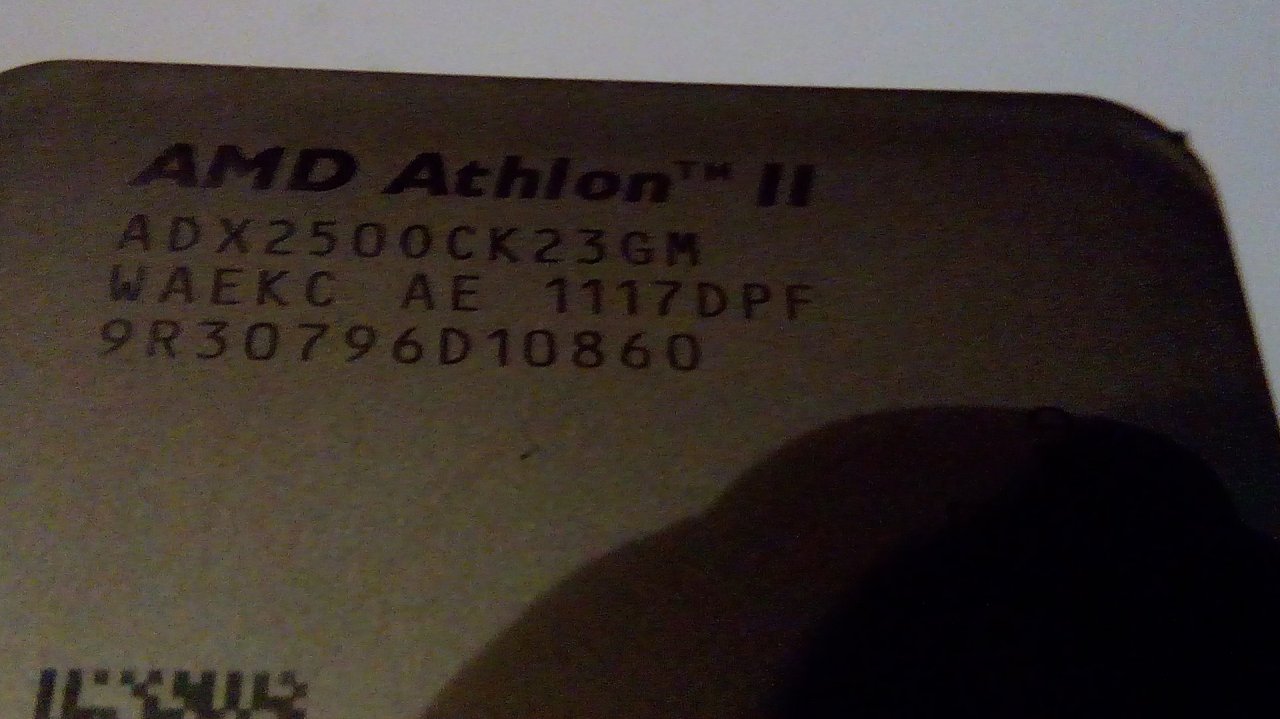 AMD Athlon™ II
ADX2500CK23GM
WAEKC AE 1117DPF
9R30796D10860